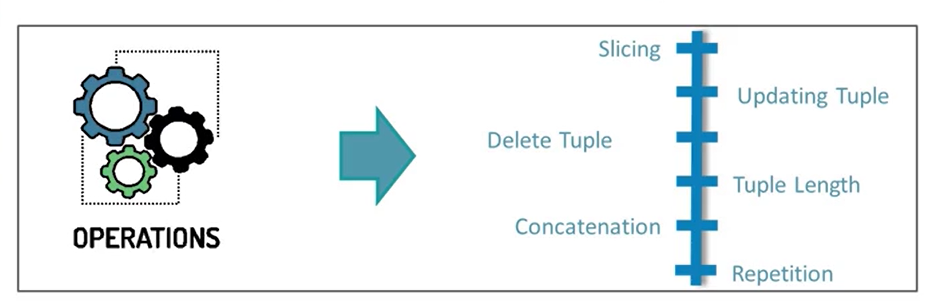 OPERATIONS
Slicing
Updating Tuple
Delete Tuple
Tuple Length
Concatenation
Repetition